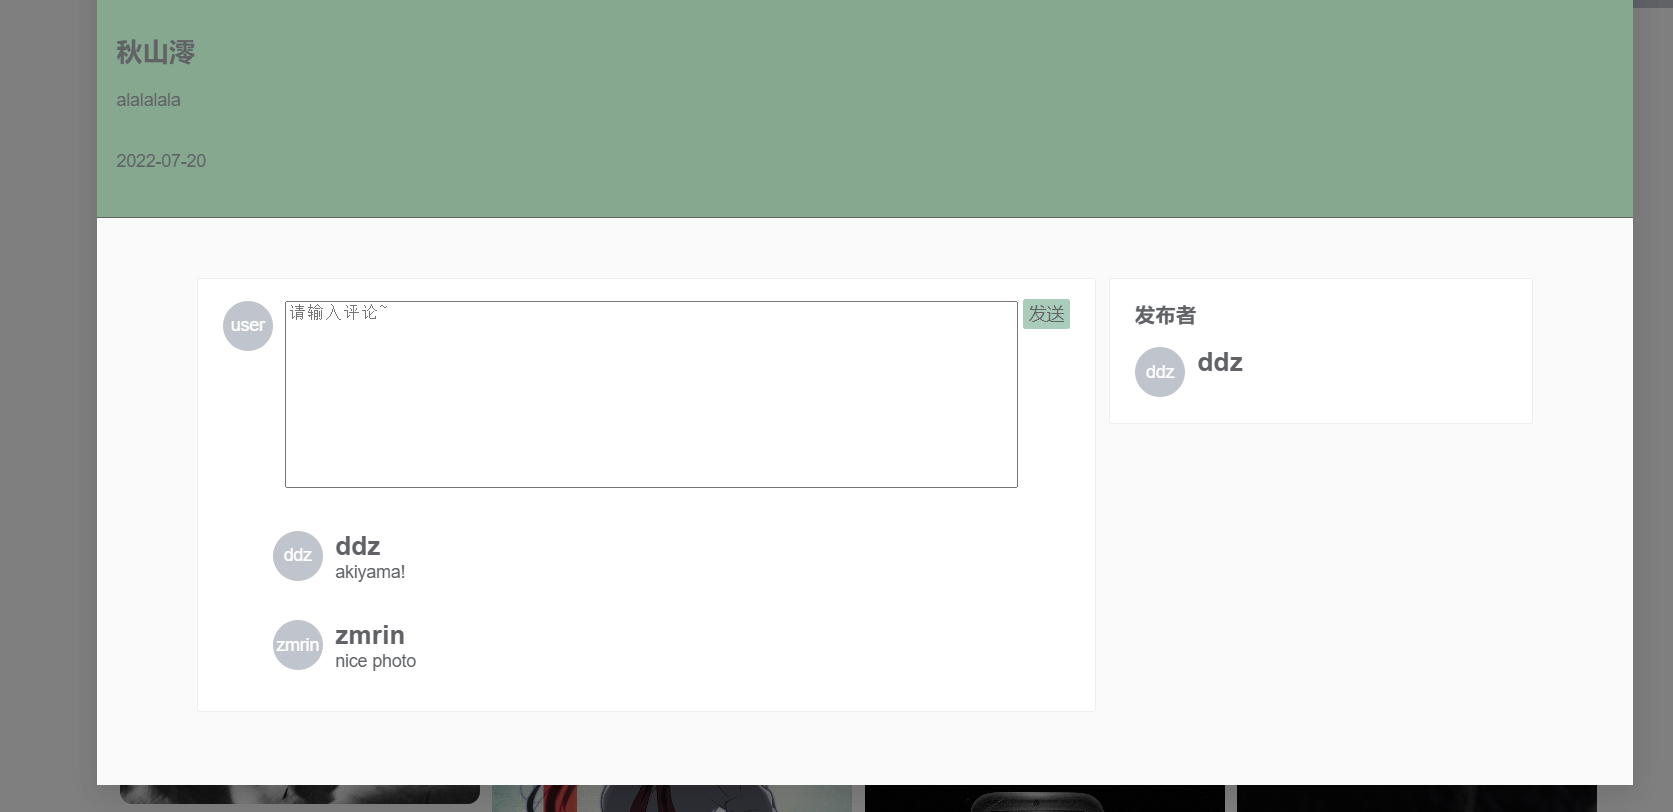 秋山澪
alalalala
2022-07-20
user
请输入评论~
发送
ddz
ddz
akiyama!
zmrin
zmrin
nice photo
发布者
ddz
ddz